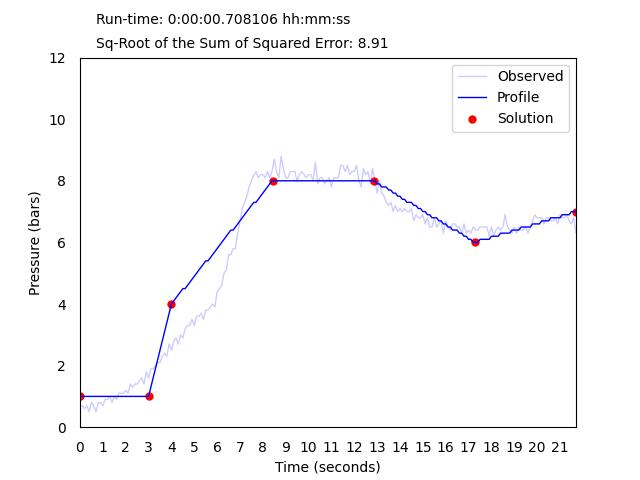 Run-time: 0:00:00.708106 hh:mm:ss
Sq-Root of the Sum of Squared Error: 8.91
12
Observed
Profile
Solution
10
8
6
4
2
0
Pressure (bars)
0 1 2 3 4 5 6 7 8 9 10 11 12 13 14 15 16 17 18 19 20 21
Time (seconds)